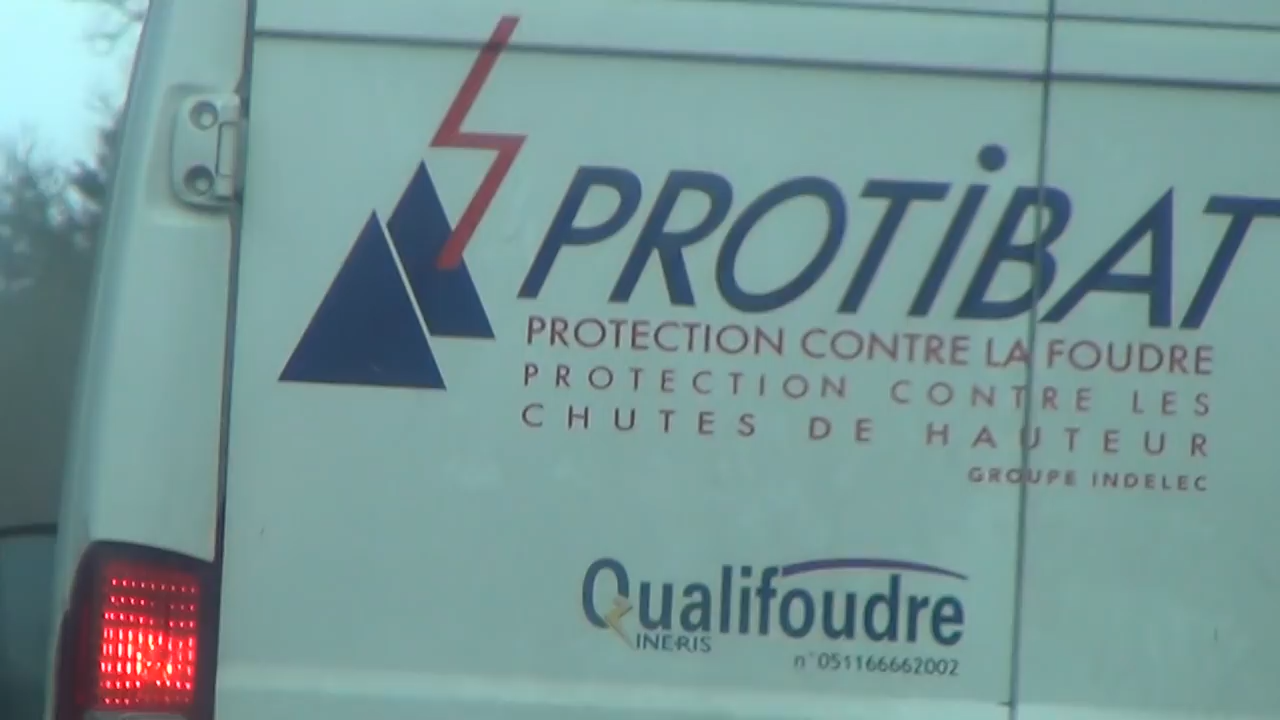 PROTiBAT
PROTECTION CONTRE LA FOUDRE
PROTECTION CONTRE LES
CHUTES DE HAUTEUR
GROUPE INDELEC
Qualifoudre
INERIS
n°051166662002